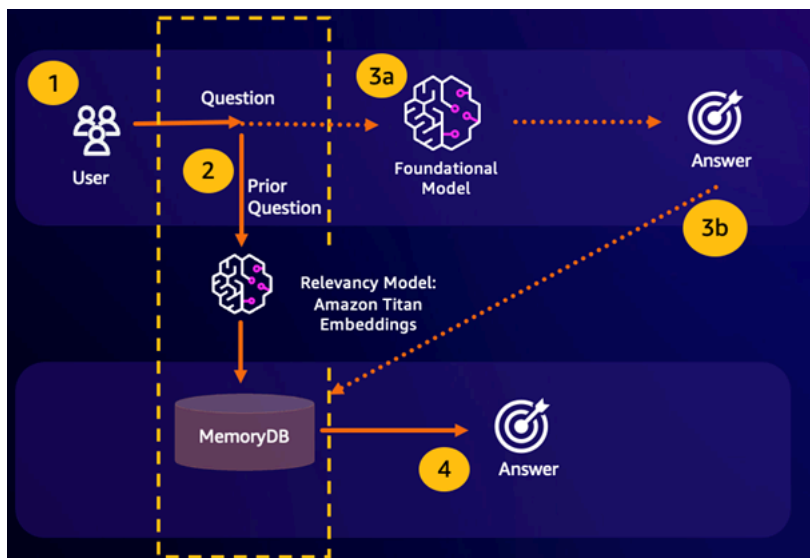 1
Question
3a
User
Foundational
Model
Answer
2
Prior
Question
3b
Relevancy Model:
Amazon Titan
Embeddings
MemoryDB
4
Answer